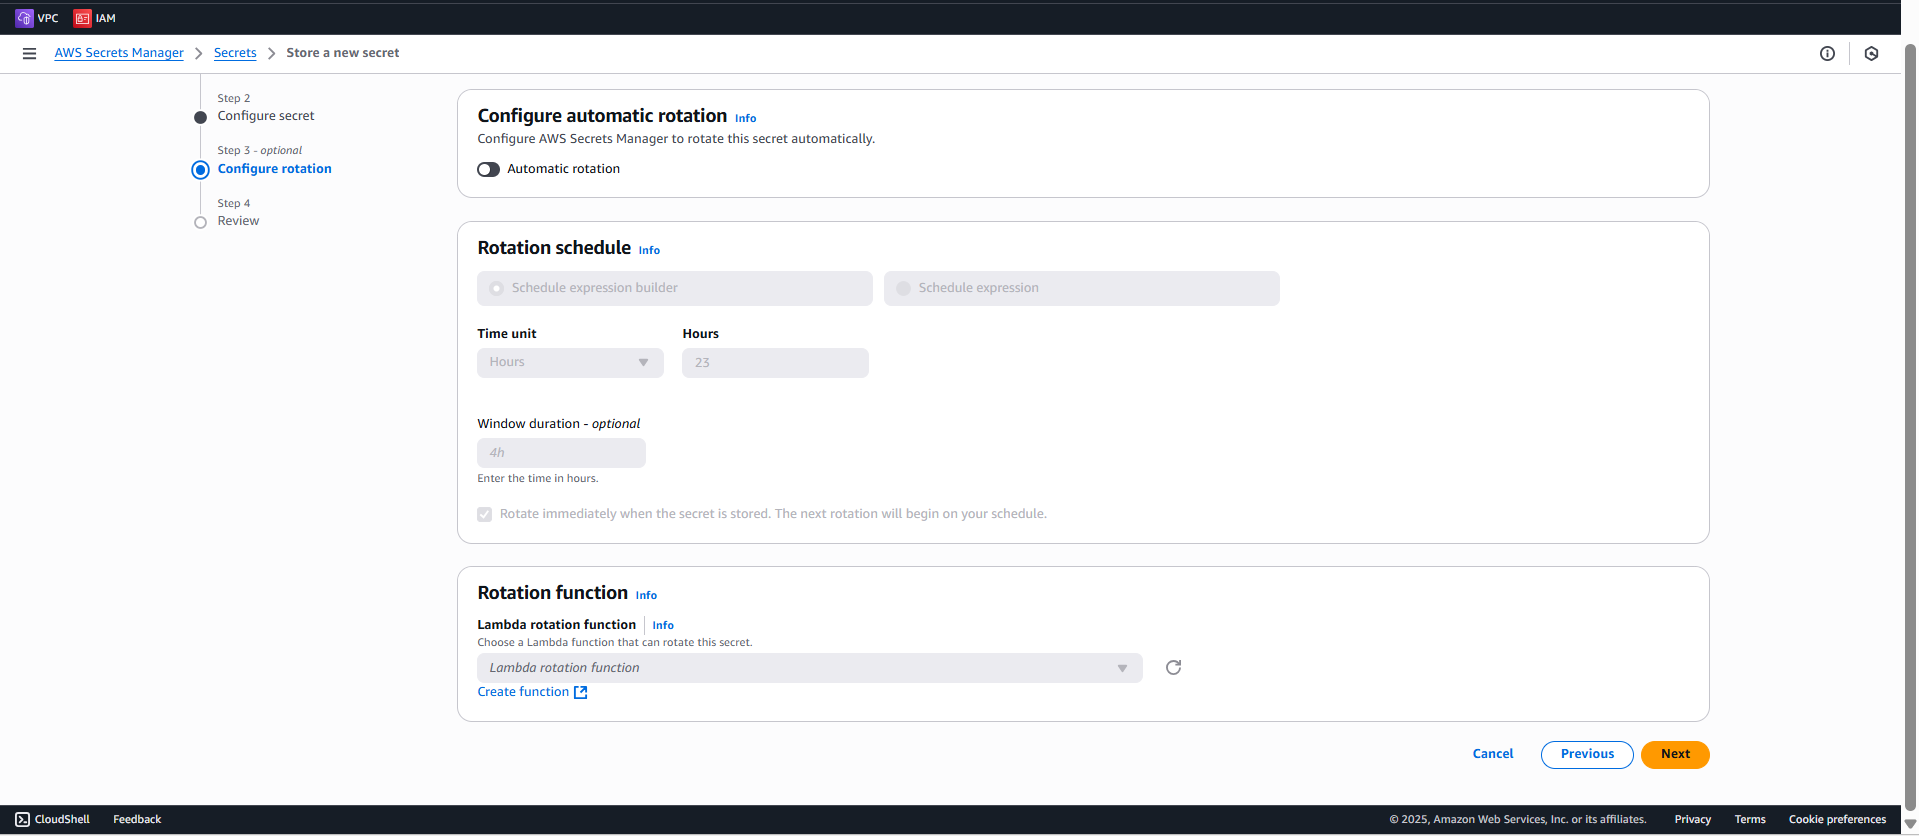 VPC IAM
AWS Secrets Manager Secrets Store a new secret
Step 2
Configure secret
Step 3 - optional
Configure rotation
Step 4
Review
Configure automatic rotation Info
Configure AWS Secrets Manager to rotate this secret automatically.
Automatic rotation
Rotation schedule Info
Schedule expression builder Schedule expression
Time unit Hours
Hours 23
Window duration - optional
4h
Enter the time in hours.
Rotate immediately when the secret is stored. The next rotation will begin on your schedule.
Rotation function Info
Lambda rotation function Info
Choose a Lambda function that can rotate this secret.
Lambda rotation function
Create function
Cancel Previous Next
CloudShell Feedback © 2025, Amazon Web Services, Inc. or its affiliates. Privacy Terms Cookie preferences